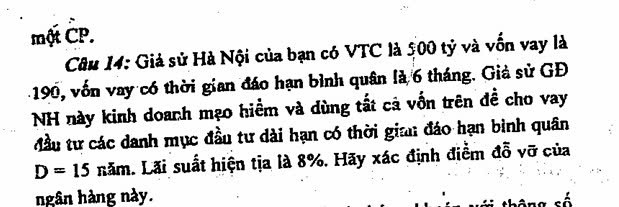 một CP.
Câu 14: Giả sử Hà Nội của bạn có VTC là 500 tỷ và vốn vay là
190, vốn vay có thời gian đáo hạn bình quân là 6 tháng. Giả sử GĐ
NH này kinh doanh mạo hiểm và dùng tất cả vốn trên để cho vay
đầu tư các danh mục đầu tư dài hạn có thời gian đáo hạn bình quân
D = 15 năm. Lãi suất hiện tịa là 8%. Hãy xác định điểm đỗ vỡ của
ngân hàng này.
với thông số